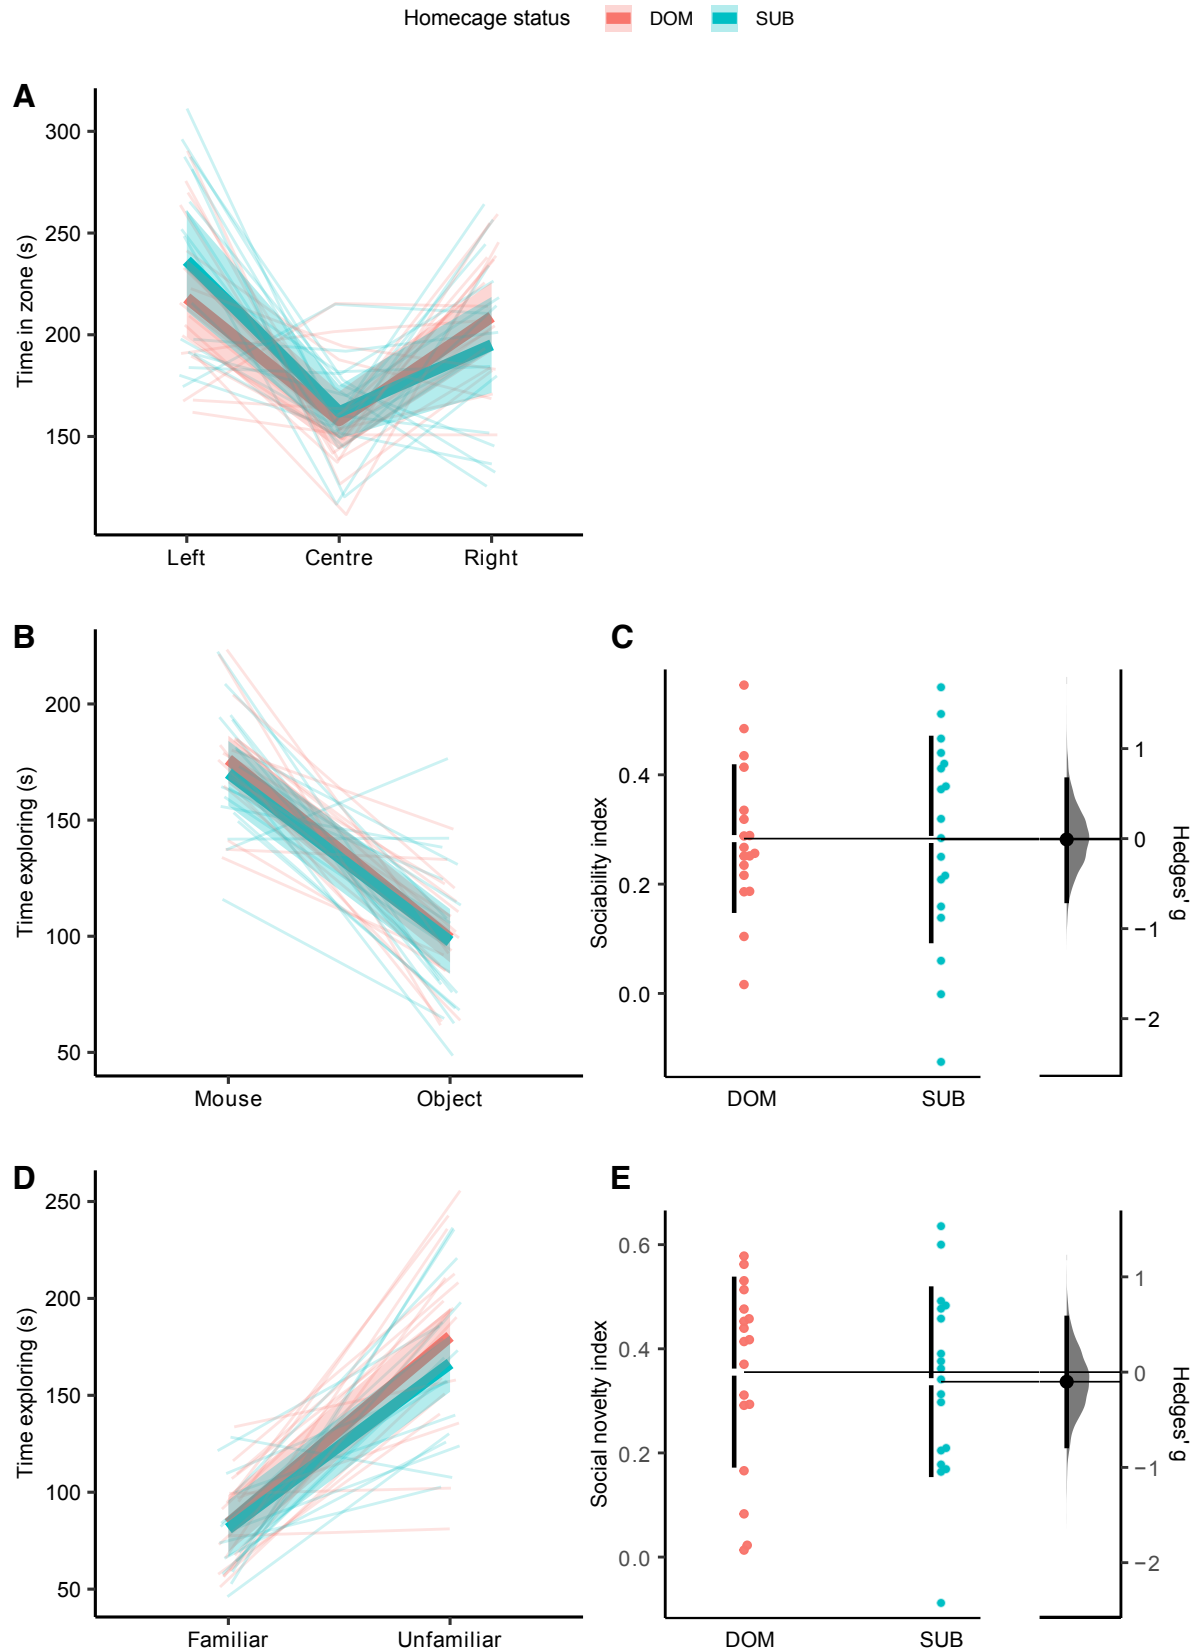 Homecage status DOM SUB
A
Time in zone (s)
300
250
200
150
Left Centre Right
B
Time exploring (s)
200
150
100
50
Mouse Object
C
Sociability index
0.4
0.2
0.0
DOM SUB
1
0
−1
−2
Hedges' g
D
Time exploring (s)
250
200
150
100
50
Familiar Unfamiliar
E
Social novelty index
0.6
0.4
0.2
0.0
DOM SUB
1
0
−1
−2
Hedges' g